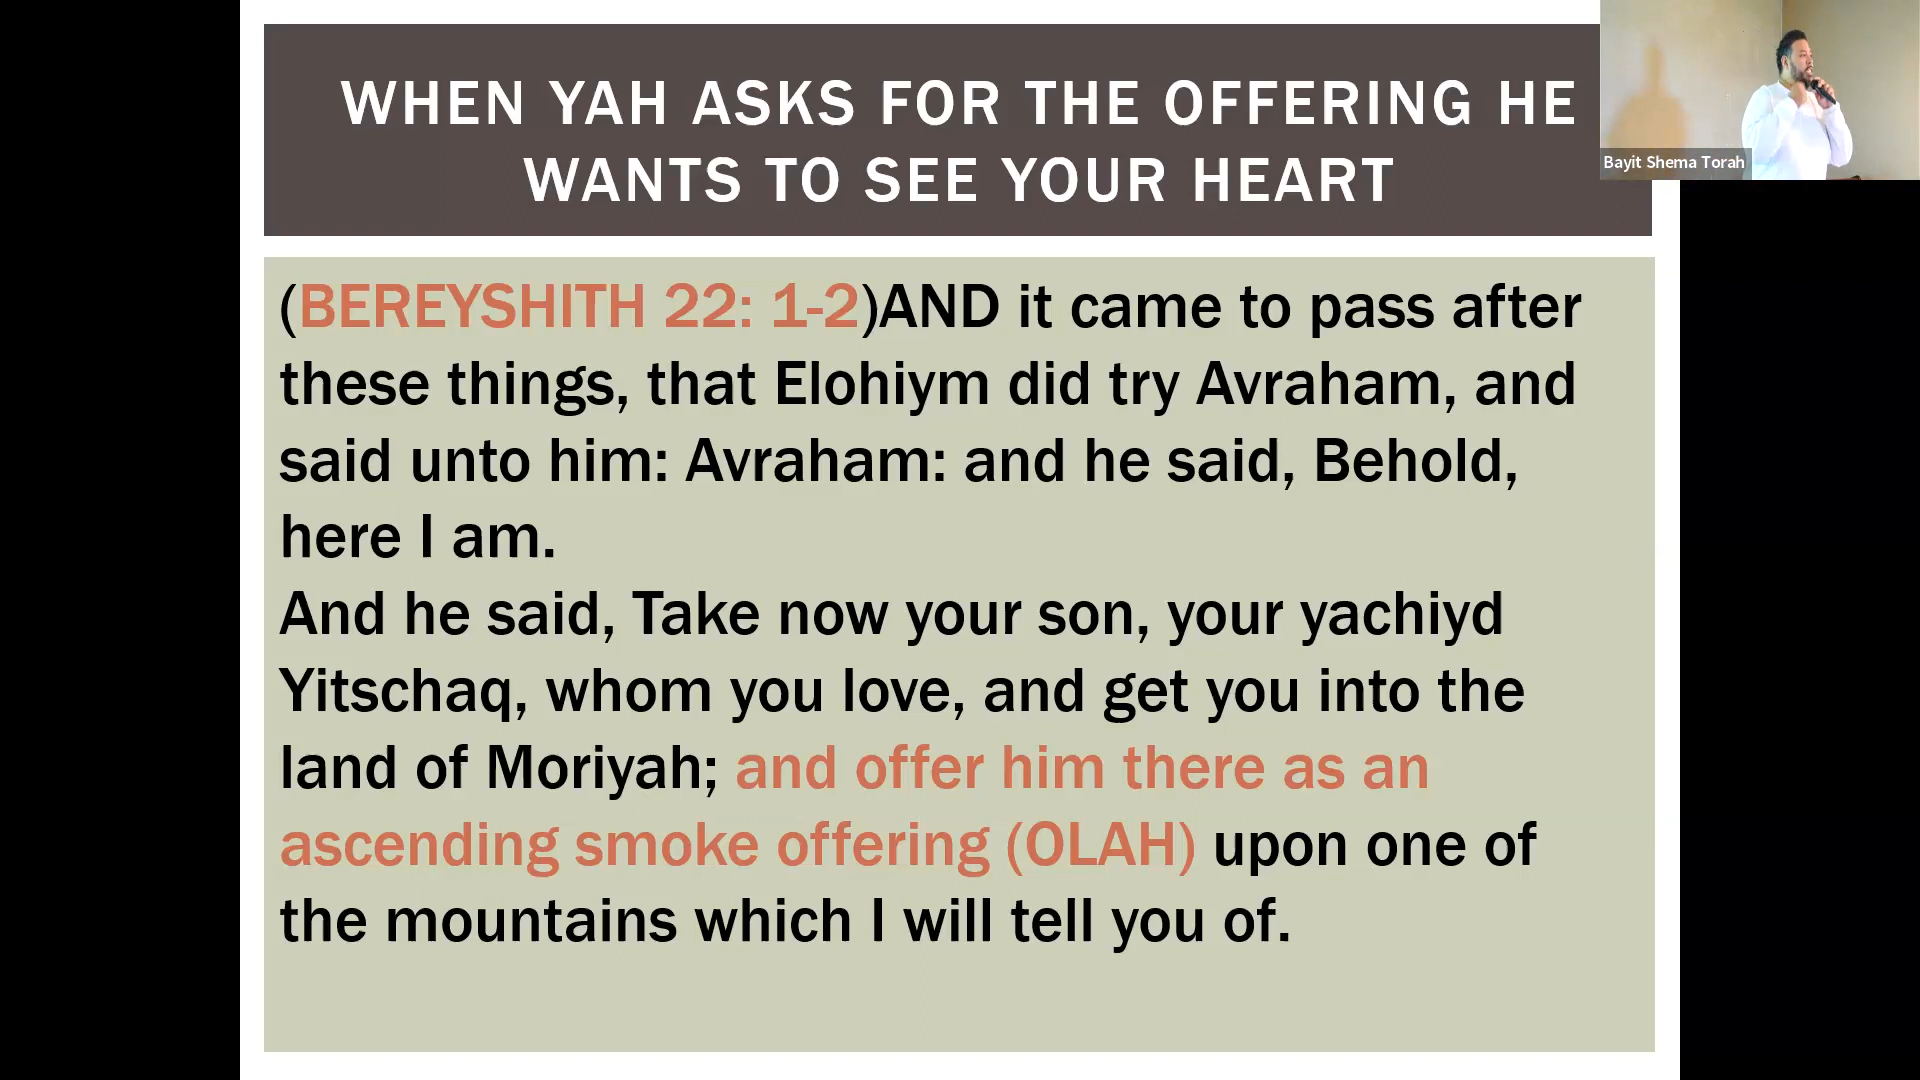 WHEN YAH ASKS FOR THE OFFERING HE
WANTS TO SEE YOUR HEART
Bayit Shema Torah
(BEREYSHITH 22: 1-2)AND it came to pass after
these things, that Elohiym did try Avraham, and
said unto him: Avraham: and he said, Behold,
here I am.
And he said, Take now your son, your yachiyd
Yitschaq, whom you love, and get you into the
land of Moriyah; and offer him there as an
ascending smoke offering (OLAH) upon one of
the mountains which I will tell you of.